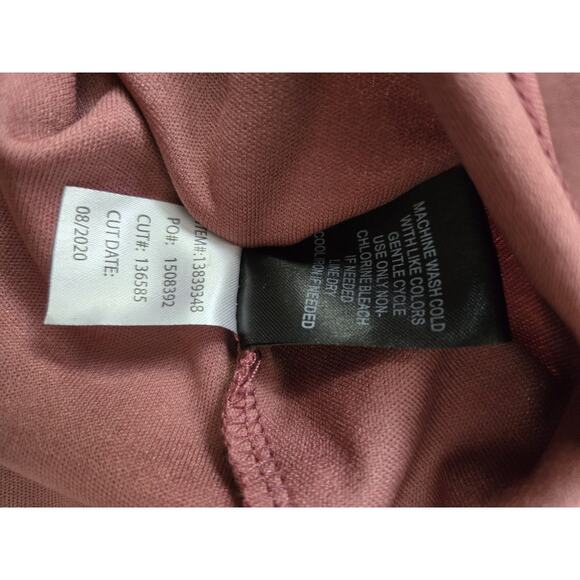 ITEM#:13839348
PO#: 1508392
CUT#: 136585
CUT DATE:
08/2020
MACHINE WASH COLD
WITH LIKE COLORS
GENTLE CYCLE
USE ONLY NON-
CHLORINE BLEACH
IF NEEDED
LINE DRY
COOL IRON IF NEEDED